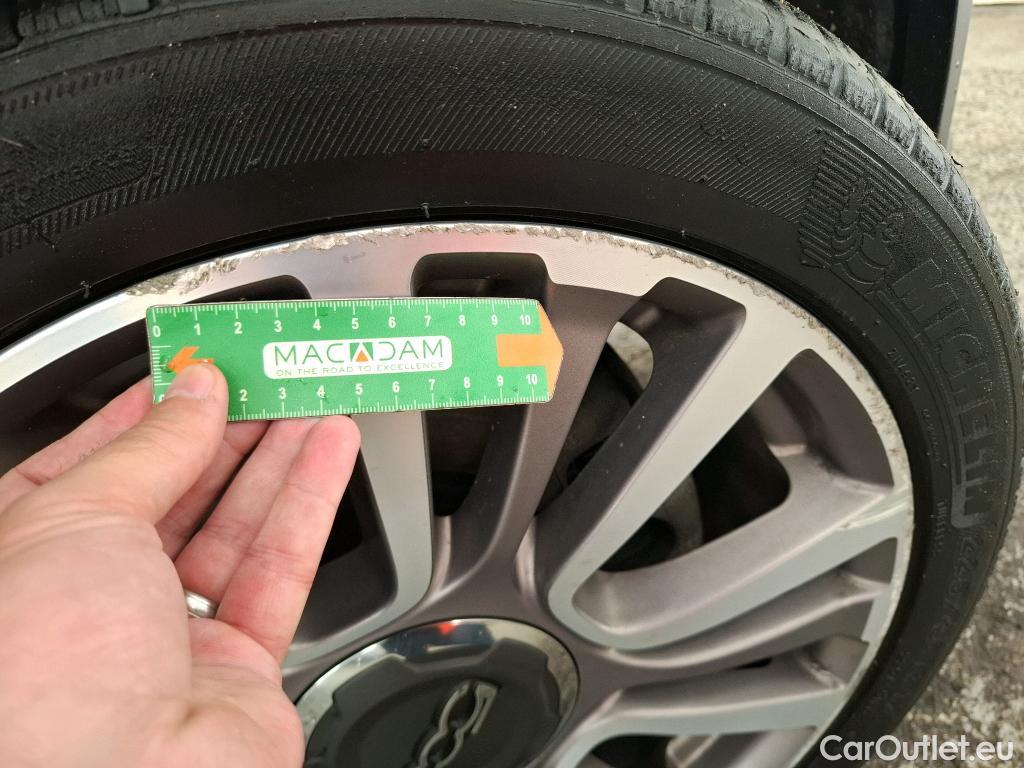 0 1 2 3 4 5 6 7 8 9 10
MACADAM
ON THE ROAD TO EXCELLENCE
2 3 4 5 6 7 8 9 10
MICHELIN
500
CarOutlet.eu